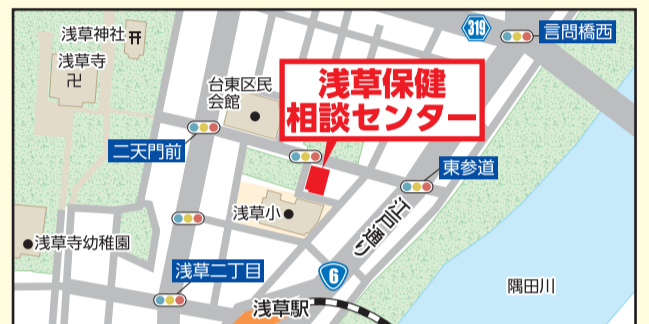 浅草神社
319
言問橋西
浅草寺
台東区民
会館
浅草保健
相談センター
二天門前
東参道
浅草小
江戸通り
浅草寺幼稚園
浅草二丁目
6
隅田川
浅草駅